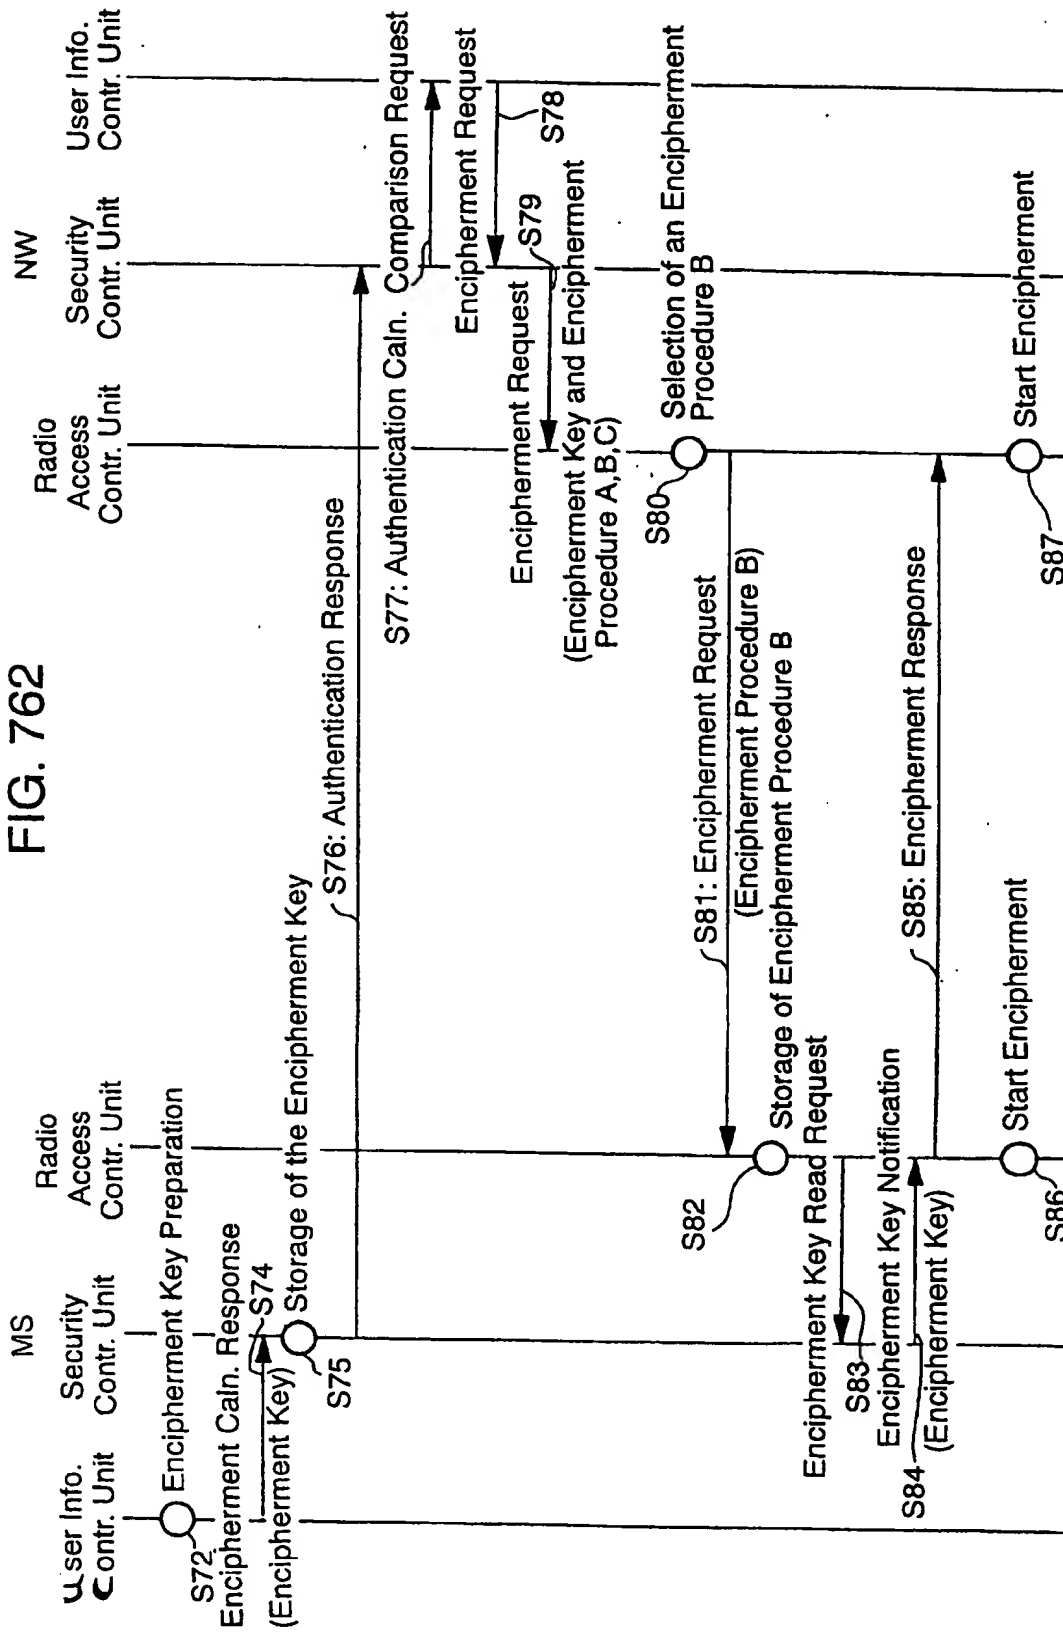 FIG. 762
MS
NW
User Info.
Contr. Unit
Security
Contr. Unit
Radio
Access
Contr. Unit
Radio
Access
Contr. Unit
Security
Contr. Unit
User Info.
Contr. Unit
Encipherment Key Preparation
S72
Encipherment Caln. Response
S74
(Encipherment Key)
Storage of the Encipherment Key
S75
S76: Authentication Response
S77: Authentication Caln. Comparison Request
Encipherment Request
S78
Encipherment Request
S79
(Encipherment Key and Encipherment
Procedure A,B,C)
S80
Selection of an Encipherment
Procedure B
S81: Encipherment Request
(Encipherment Procedure B)
S82
Storage of Encipherment Procedure B
Encipherment Key Read Request
S83
Encipherment Key Notification
S84
(Encipherment Key)
S85: Encipherment Response
Start Encipherment
S86
Start Encipherment
S87